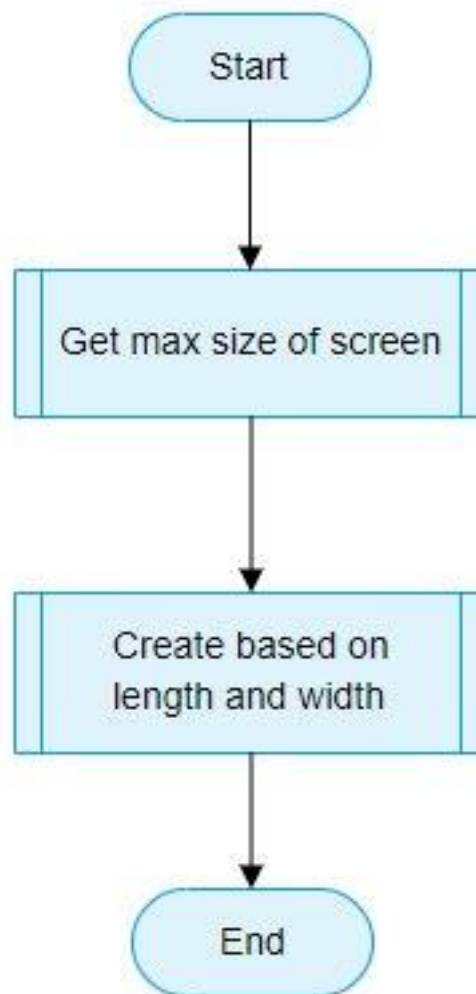 Start
Get max size of screen
Create based on
length and width
End